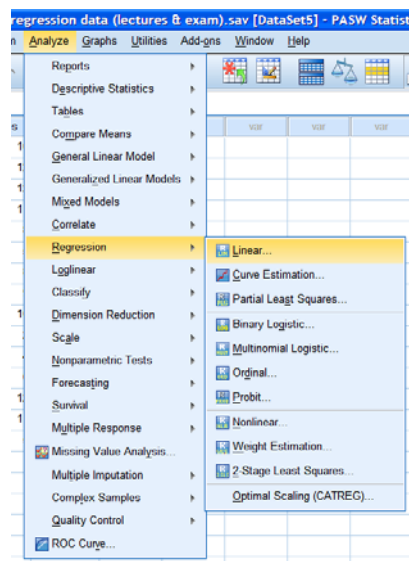 regression data (lectures & exam).sav [DataSet5] - PASW Statist
Analyze Graphs Utilities Add-ons Window Help
Reports
Descriptive Statistics
Tables
Compare Means
General Linear Model
Generalized Linear Models
Mixed Models
Correlate
Regression
Loglinear
Classify
Dimension Reduction
Scale
Nonparametric Tests
Forecasting
Survival
Multiple Response
Missing Value Analysis...
Multiple Imputation
Complex Samples
Quality Control
ROC Curve...
var var var
Linear...
Curve Estimation...
Partial Least Squares...
Binary Logistic...
Multinomial Logistic...
Ordinal...
Probit...
Nonlinear...
Weight Estimation...
2-Stage Least Squares...
Optimal Scaling (CATREG)...